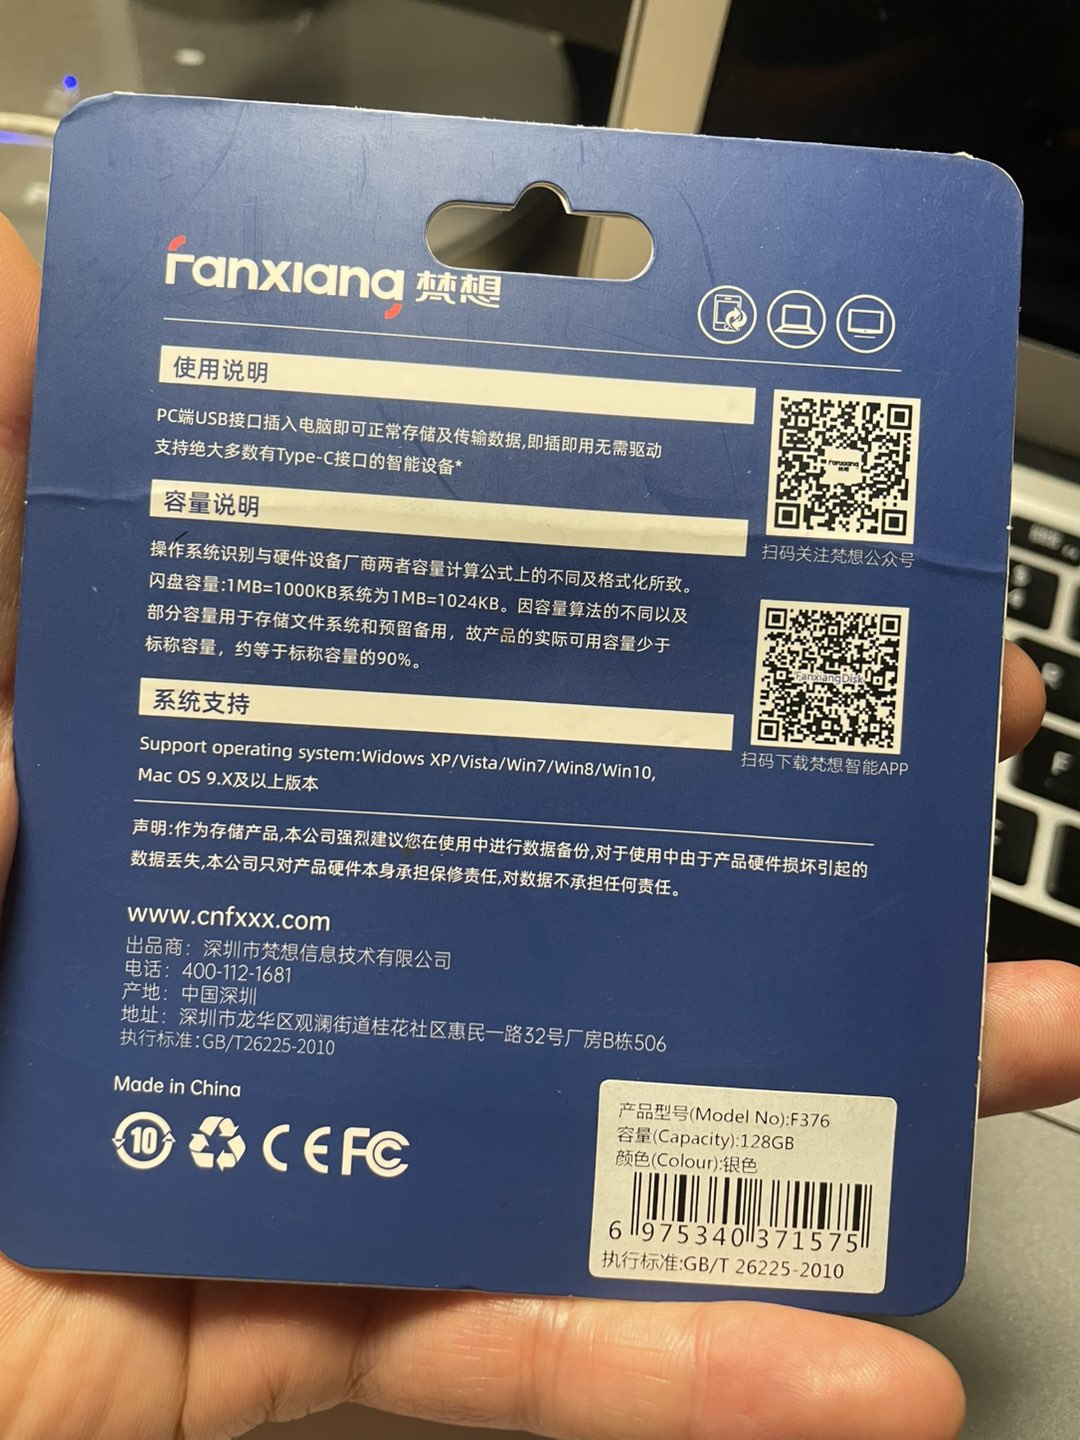 Fanxiang 梵想
使用说明
PC端USB接口插入电脑即可正常存储及传输数据,即插即用无需驱动
支持绝大多数有Type-C接口的智能设备*
Fanxiang
梵想
扫码关注梵想公众号
容量说明
操作系统识别与硬件设备厂商两者容量计算公式上的不同及格式化所致。
闪盘容量:1MB=1000KB系统为1MB=1024KB。因容量算法的不同以及
部分容量用于存储文件系统和预留备用，故产品的实际可用容量少于
标称容量，约等于标称容量的90%。
FanxiangDisk
扫码下载梵想智能APP
系统支持
Support operating system:Widows XP/Vista/Win7/Win8/Win10,
Mac OS 9.X及以上版本
声明:作为存储产品,本公司强烈建议您在使用中进行数据备份,对于使用中由于产品硬件损坏引起的
数据丢失,本公司只对产品硬件本身承担保修责任,对数据不承担任何责任。
www.cnfxxx.com
出品商：深圳市梵想信息技术有限公司
电话：400-112-1681
产地：中国深圳
地址：深圳市龙华区观澜街道桂花社区惠民一路32号厂房B栋506
执行标准:GB/T26225-2010
Made in China
10 CE FC
产品型号(Model No):F376
容量(Capacity):128GB
颜色(Colour):银色
6 975340 371575
执行标准:GB/T 26225-2010